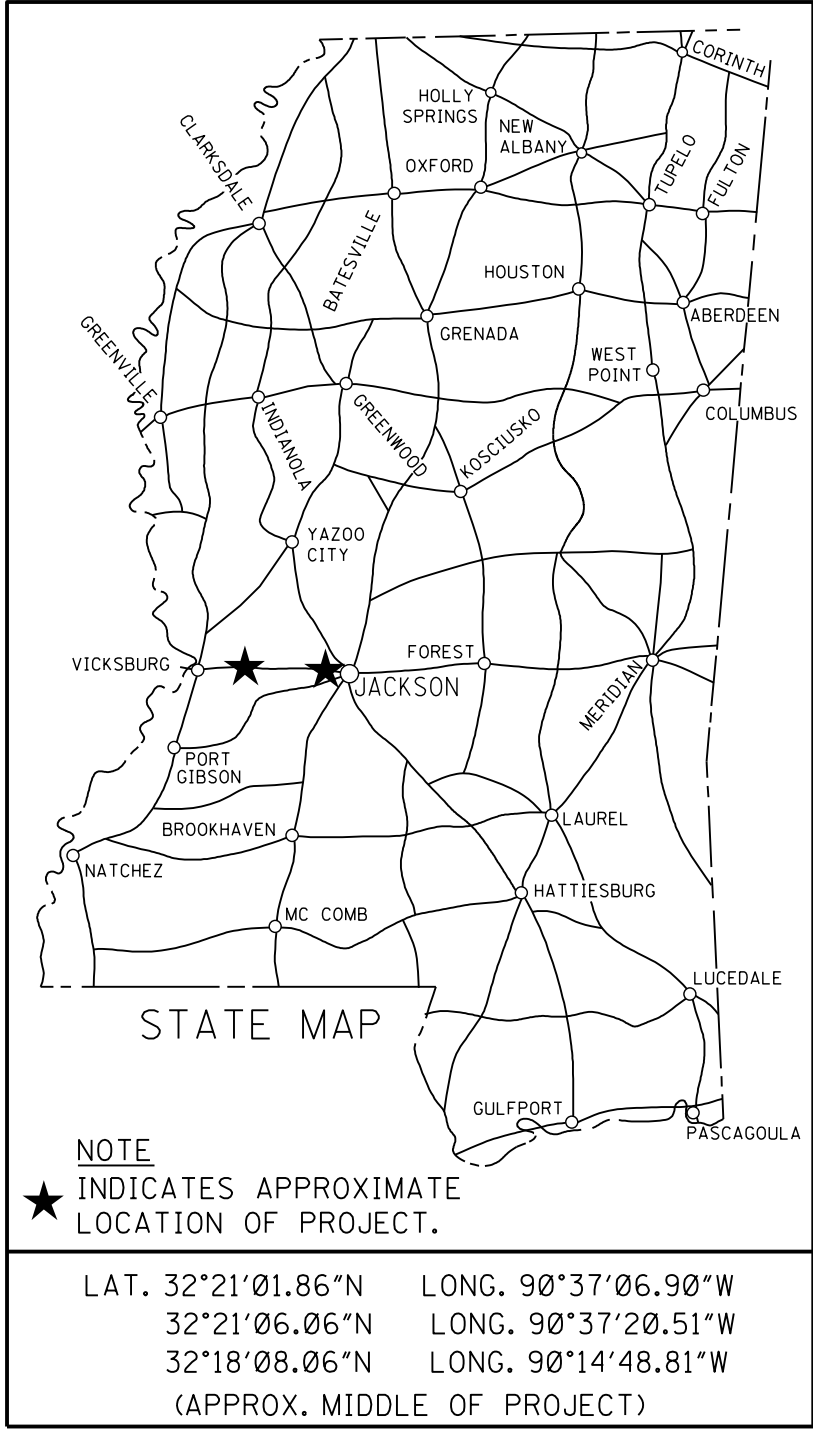 CORINTH
HOLLY
SPRINGS
NEW
ALBANY
CLARKSDALE
OXFORD
TUPELO
FULTON
BATESVILLE
HOUSTON
ABERDEEN
GREENVILLE
GRENADA
WEST
POINT
COLUMBUS
INDIANOLA
GREENWOOD
KOSCIUSKO
YAZOO
CITY
VICKSBURG
FOREST
JACKSON
MERIDIAN
PORT
GIBSON
BROOKHAVEN
LAUREL
NATCHEZ
HATTIESBURG
MC COMB
LUCEDALE
STATE MAP
GULFPORT
PASCAGOULA
NOTE
INDICATES APPROXIMATE
LOCATION OF PROJECT.
LAT. 32°21'01.86"N LONG. 90°37'06.90"W
32°21'06.06"N LONG. 90°37'20.51"W
32°18'08.06"N LONG. 90°14'48.81"W
(APPROX. MIDDLE OF PROJECT)